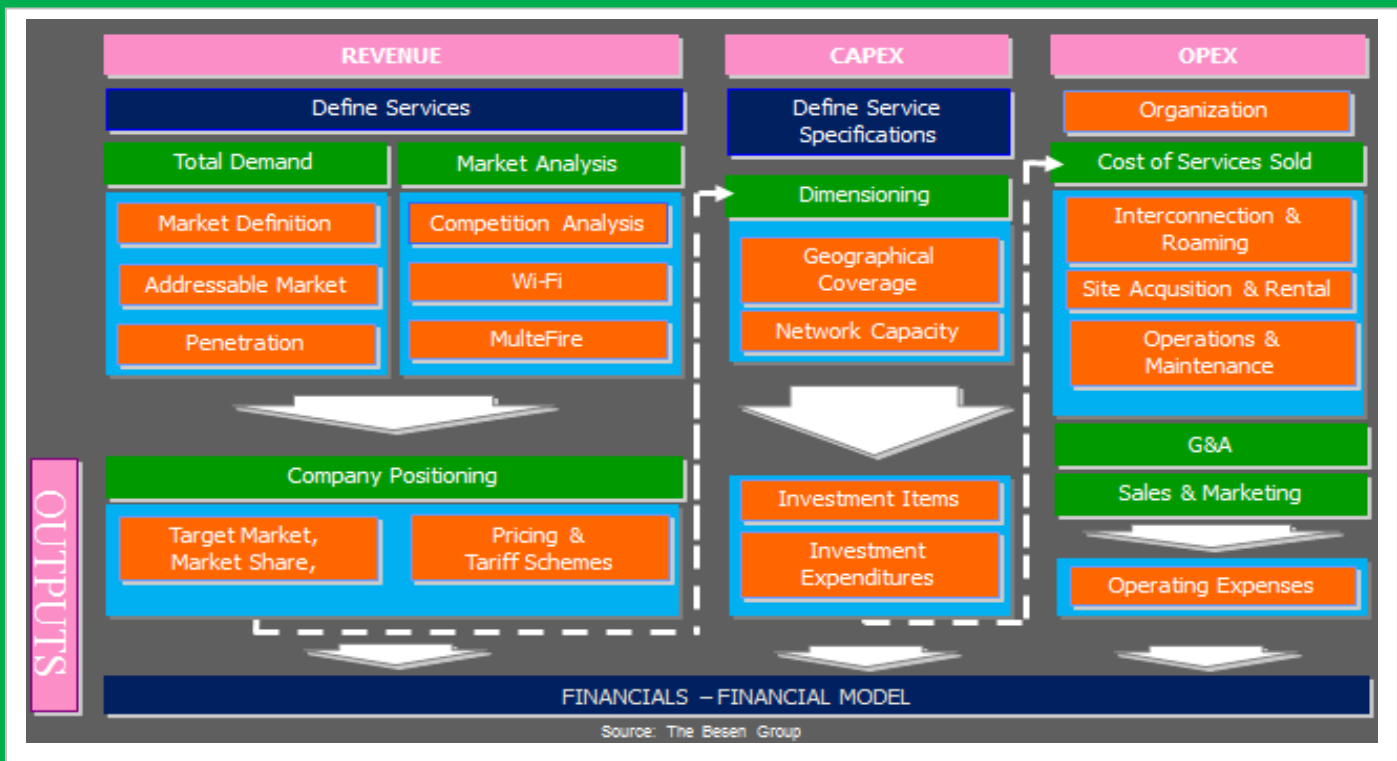 REVENUE
Define Services
Total Demand
Market Analysis
Market Definition
Competition Analysis
Addressable Market
Wi-Fi
Penetration
MulteFire
Company Positioning
Target Market,
Market Share,
Pricing &
Tariff Schemes
CAPEX
Define Service
Specifications
Dimensioning
Geographical
Coverage
Network Capacity
Investment Items
Investment
Expenditures
OPEX
Organization
Cost of Services Sold
Interconnection &
Roaming
Site Acqusition & Rental
Operations &
Maintenance
G&A
Sales & Marketing
Operating Expenses
OUTPUTS
FINANCIALS – FINANCIAL MODEL
Source: The Besen Group